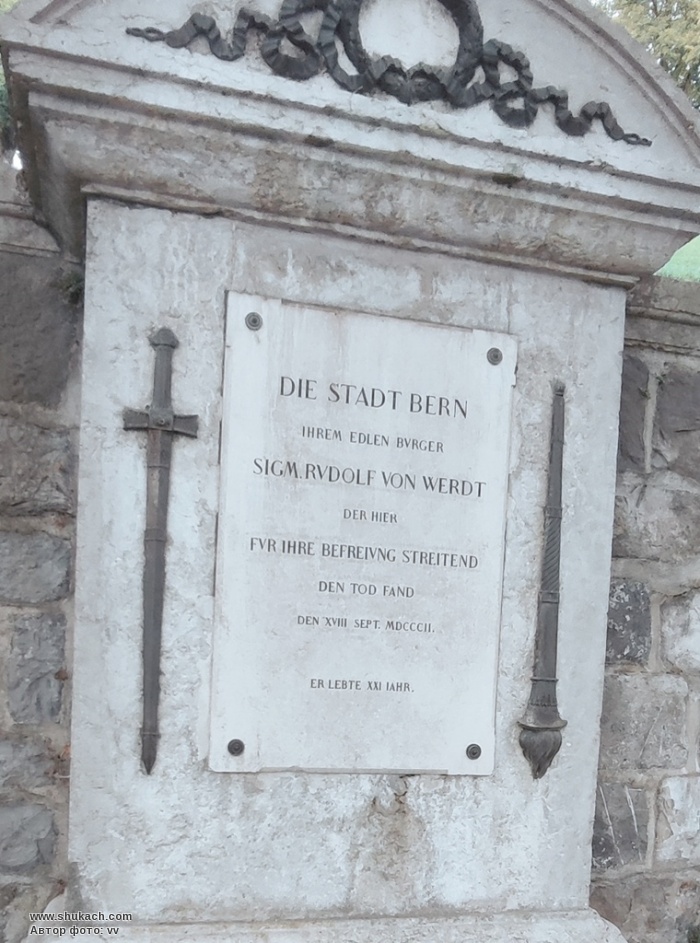 DIE STADT BERN
IHREM EDLEN BVRGER
SIGM. RVDOLF VON WERDT
DER HIER
FVR IHRE BEFREIVNG STREITEND
DEN TOD FAND
DEN XVIII SEPT. MDCCCII.
ER LEBTE XXI IAHR.
www.shukach.com
Автор фото: vv